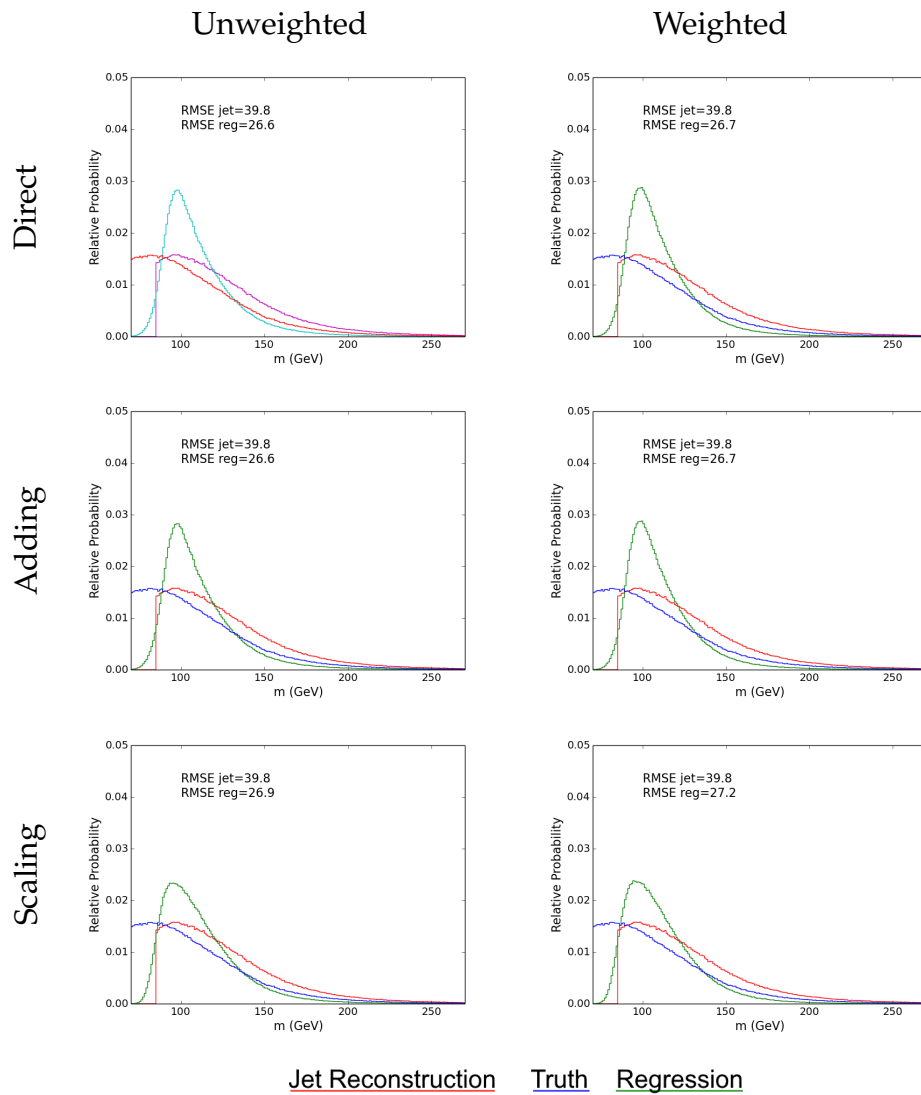 Unweighted Weighted
Direct
0.05
0.04
0.03
0.02
0.01
0.00
Relative Probability
RMSE jet=39.8
RMSE reg=26.6
100 150 200 250
m (GeV)
0.05
0.04
0.03
0.02
0.01
0.00
Relative Probability
RMSE jet=39.8
RMSE reg=26.7
100 150 200 250
m (GeV)
Adding
0.05
0.04
0.03
0.02
0.01
0.00
Relative Probability
RMSE jet=39.8
RMSE reg=26.6
100 150 200 250
m (GeV)
0.05
0.04
0.03
0.02
0.01
0.00
Relative Probability
RMSE jet=39.8
RMSE reg=26.7
100 150 200 250
m (GeV)
Scaling
0.05
0.04
0.03
0.02
0.01
0.00
Relative Probability
RMSE jet=39.8
RMSE reg=26.9
100 150 200 250
m (GeV)
0.05
0.04
0.03
0.02
0.01
0.00
Relative Probability
RMSE jet=39.8
RMSE reg=27.2
100 150 200 250
m (GeV)
Jet Reconstruction Truth Regression